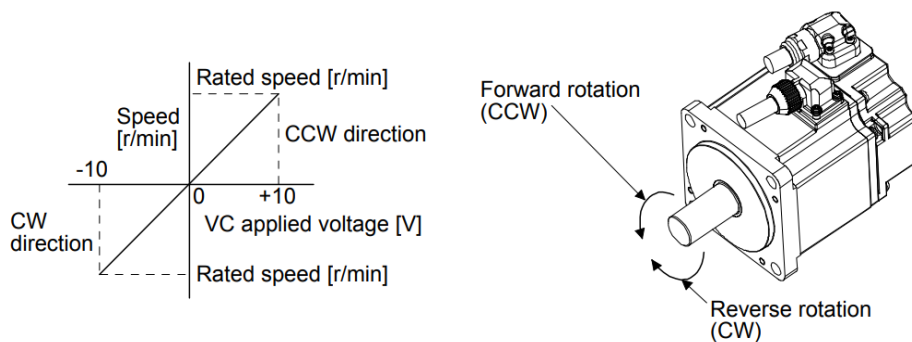 Rated speed [r/min]
Speed
[r/min]
CCW direction
-10
0
+10
CW
direction
VC applied voltage [V]
Rated speed [r/min]
Forward rotation
(CCW)
Reverse rotation
(CW)